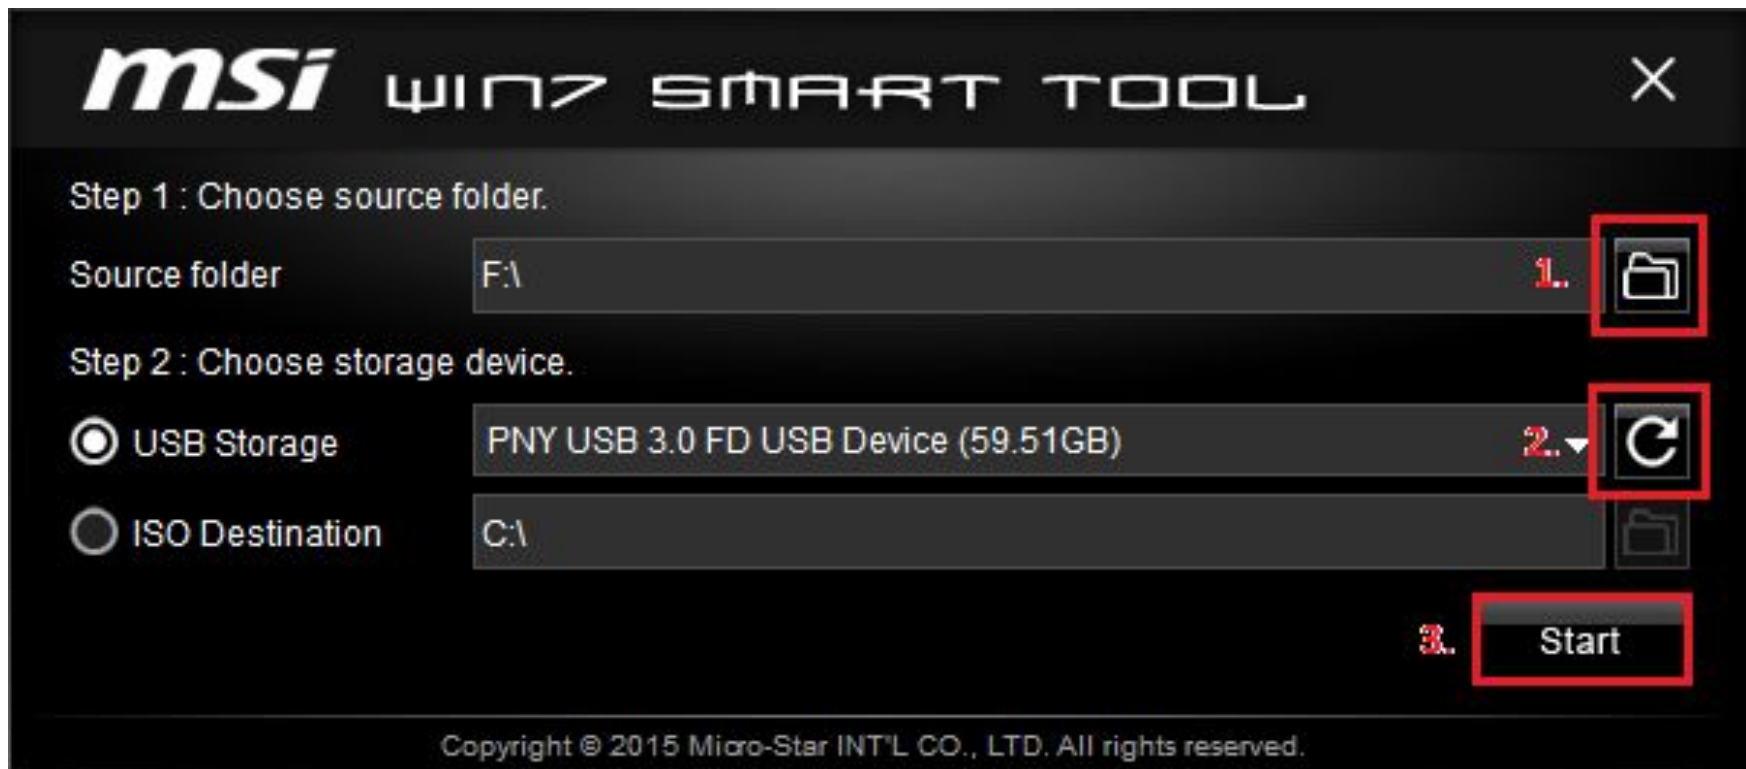 msi WIN7 SMART TOOL
Step 1 : Choose source folder.
Source folder F:\ 1.
Step 2 : Choose storage device.
USB Storage PNY USB 3.0 FD USB Device (59.51GB) 2.
ISO Destination C:\
3. Start
Copyright © 2015 Micro-Star INT'L CO., LTD. All rights reserved.